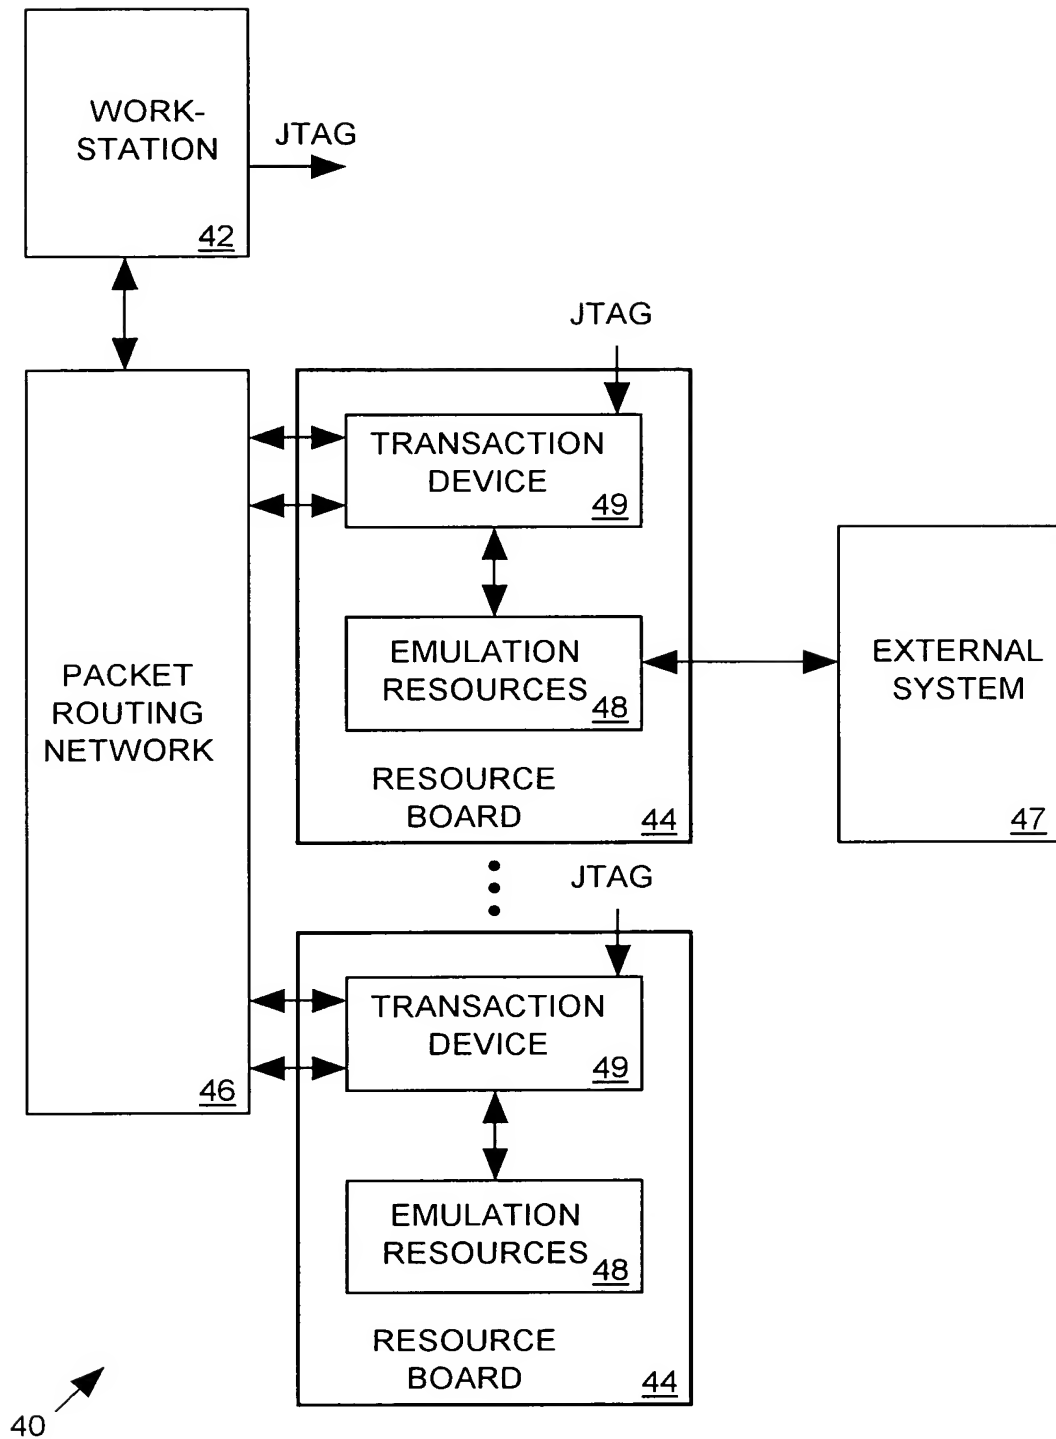 WORK-
STATION
42
JTAG
JTAG
TRANSACTION
DEVICE
49
EMULATION
RESOURCES
48
RESOURCE
BOARD
44
EXTERNAL
SYSTEM
47
PACKET
ROUTING
NETWORK
46
JTAG
TRANSACTION
DEVICE
49
EMULATION
RESOURCES
48
RESOURCE
BOARD
44
40